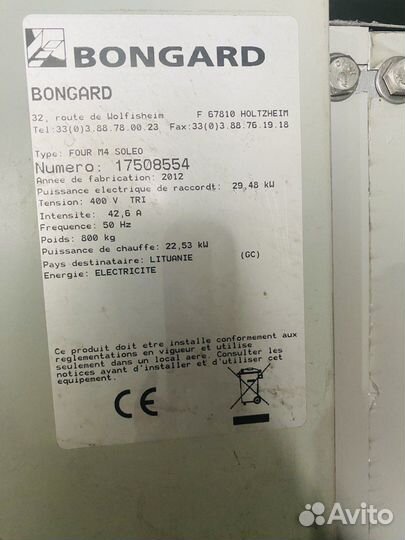 BONGARD
BONGARD
32, route de Wolfisheim F 67810 HOLTZHEIM
Tel:33(0)3.88.78.00.23 Fax:33(0)3.88.76.19.18
Type: FOUR M4 SOLEO
Numero: 17508554
Annee de fabrication: 2012
Puissance electrique de raccordt: 29,48 kW
Tension: 400 V TRI
Intensite: 42,6 A
Frequence: 50 Hz
Poids: 800 kg
Puissance de chauffe: 22,53 kW
Pays destinataire: LITUANIE (GC)
Energie: ELECTRICITE
Ce produit doit etre installe conformement aux
reglementations en vigueur et utilise
seulement dans un local aere. Consulter les
notices avant d'installer et d'utiliser cet
equipement.
CE
Avito